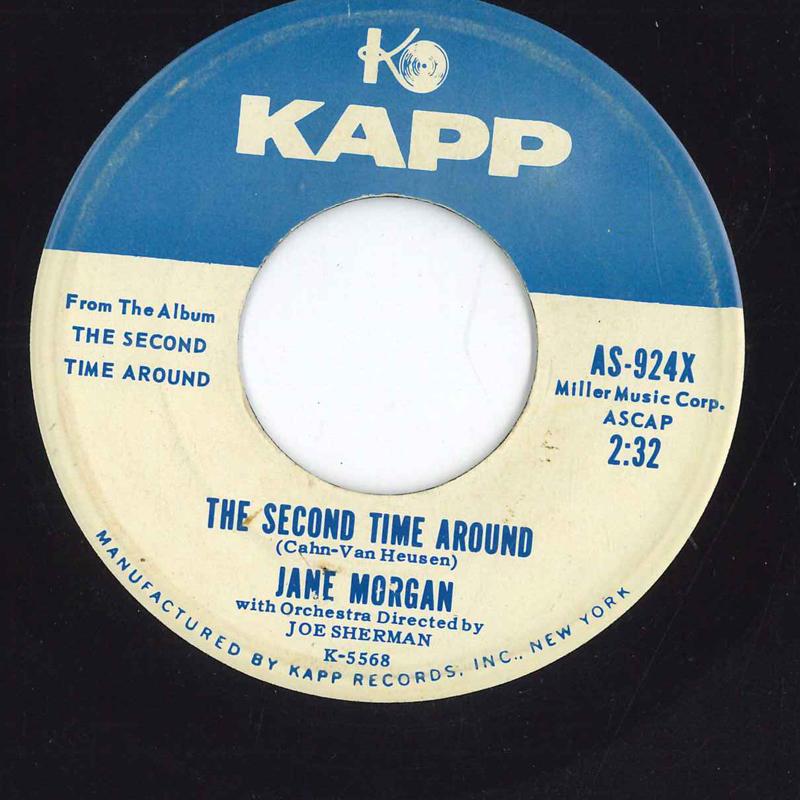 K
KAPP
From The Album
THE SECOND
TIME AROUND
AS-924X
Miller Music Corp.
ASCAP
2:32
THE SECOND TIME AROUND
(Cahn-Van Heusen)
JANE MORGAN
with Orchestra Directed by
JOE SHERMAN
K-5568
MANUFACTURED BY KAPP RECORDS, INC., NEW YORK